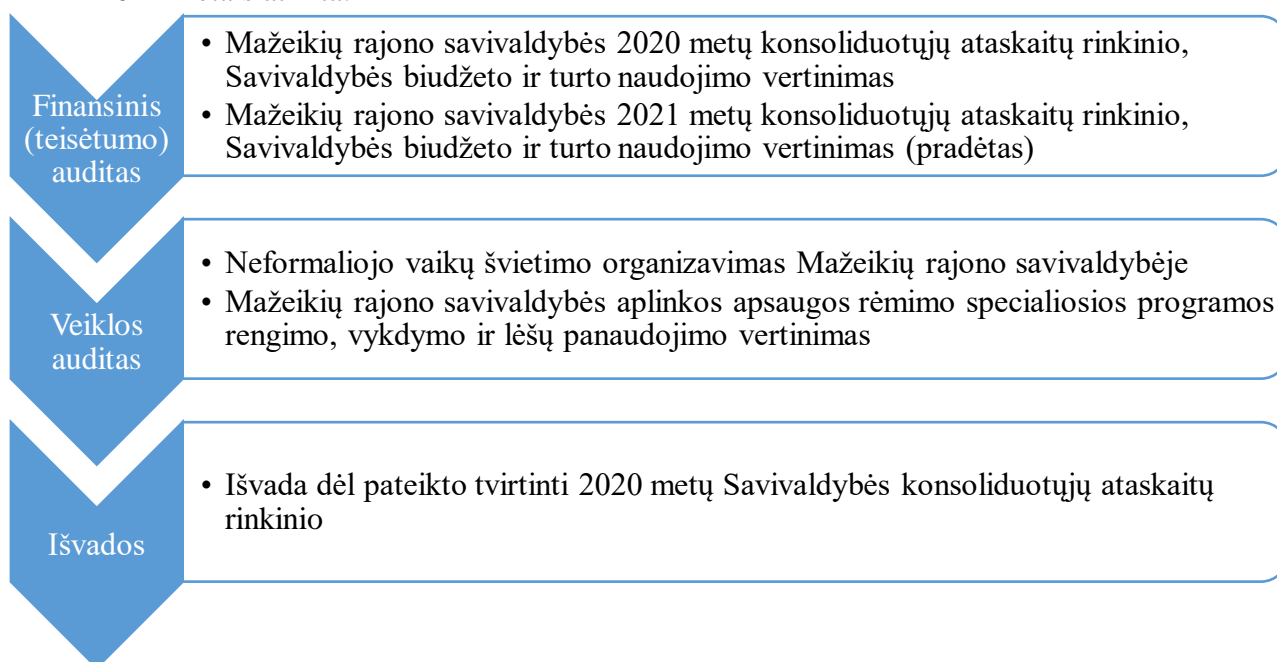 Finansinis
(teisėtumo)
auditas
• Mažeikių rajono savivaldybės 2020 metų konsoliduotųjų ataskaitų rinkinio,
Savivaldybės biudžeto ir turto naudojimo vertinimas
• Mažeikių rajono savivaldybės 2021 metų konsoliduotųjų ataskaitų rinkinio,
Savivaldybės biudžeto ir turto naudojimo vertinimas (pradėtas)
Veiklos
auditas
• Neformaliojo vaikų švietimo organizavimas Mažeikių rajono savivaldybėje
• Mažeikių rajono savivaldybės aplinkos apsaugos rėmimo specialiosios programos
rengimo, vykdymo ir lėšų panaudojimo vertinimas
Išvados
• Išvada dėl pateikto tvirtinti 2020 metų Savivaldybės konsoliduotųjų ataskaitų
rinkinio